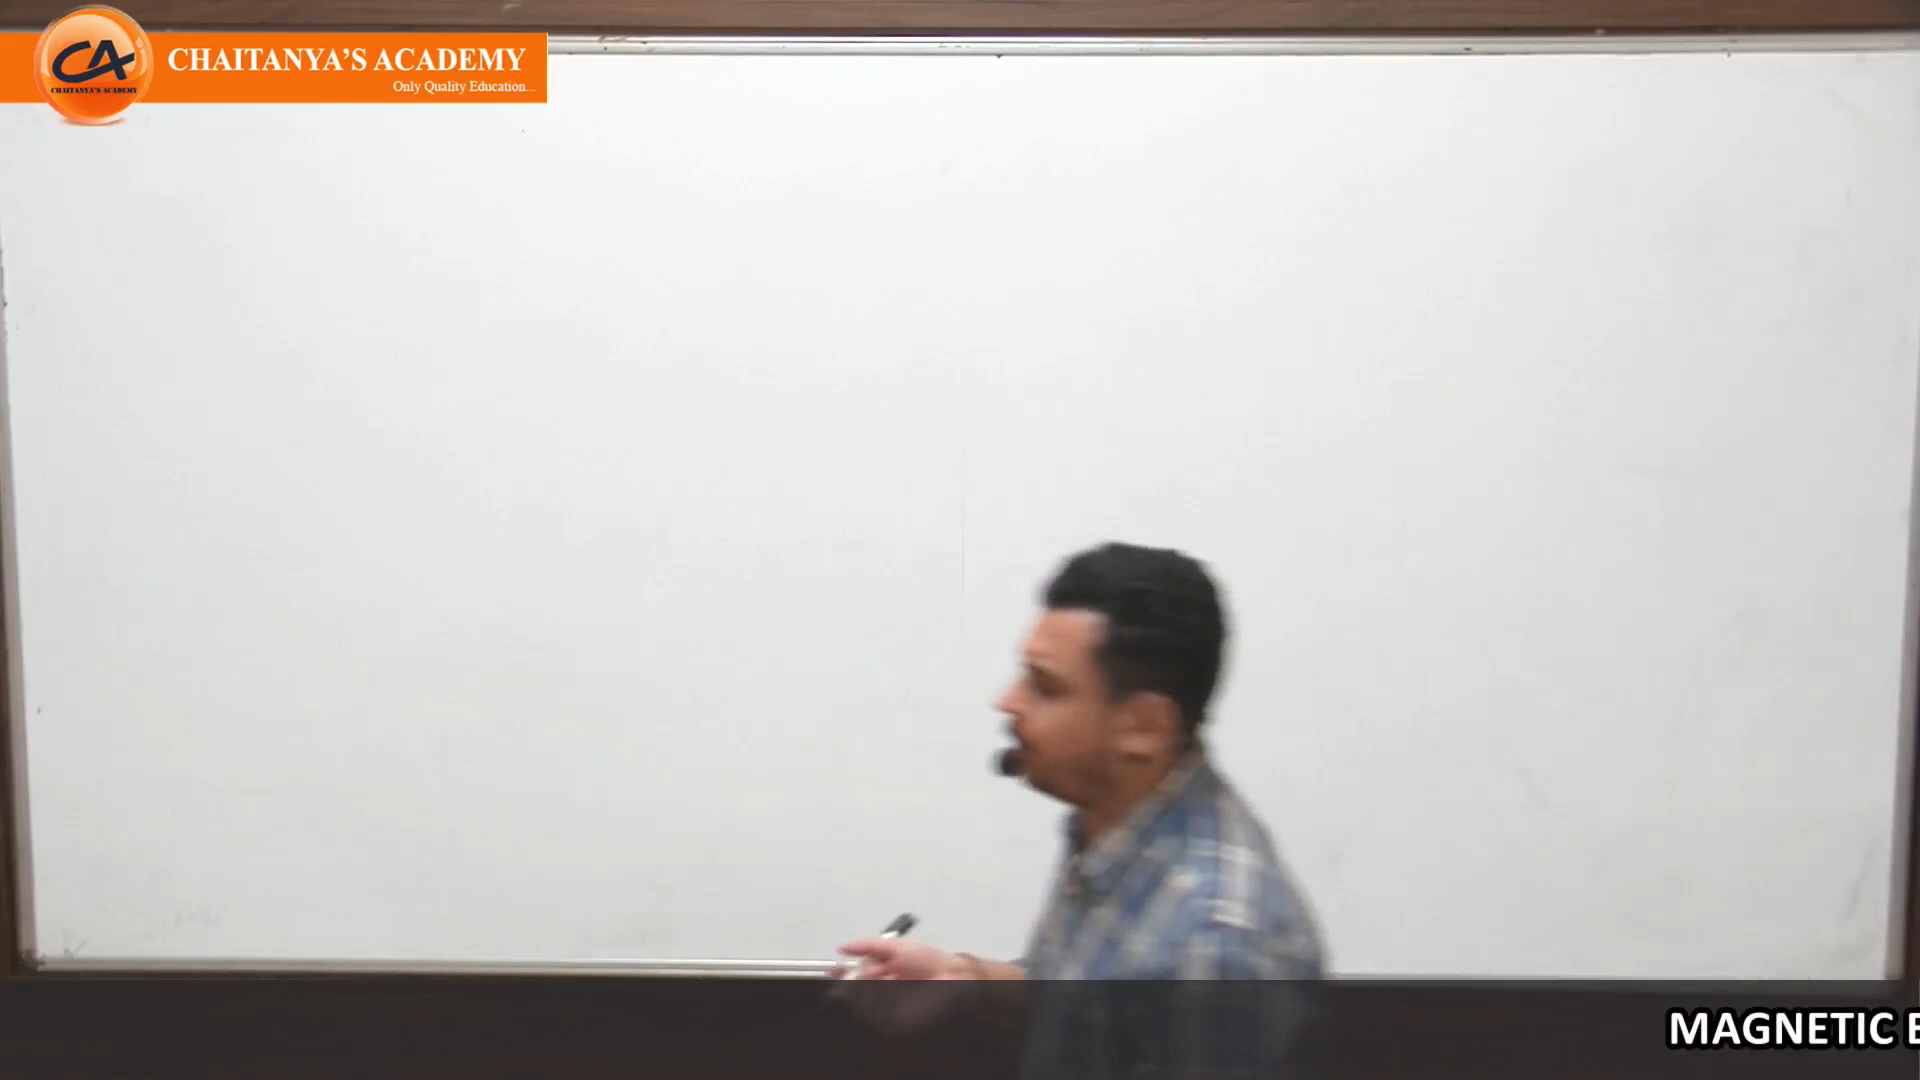 CA
CHAITANYA'S ACADEMY
CHAITANYA'S ACADEMY
Only Quality Education...
MAGNETIC